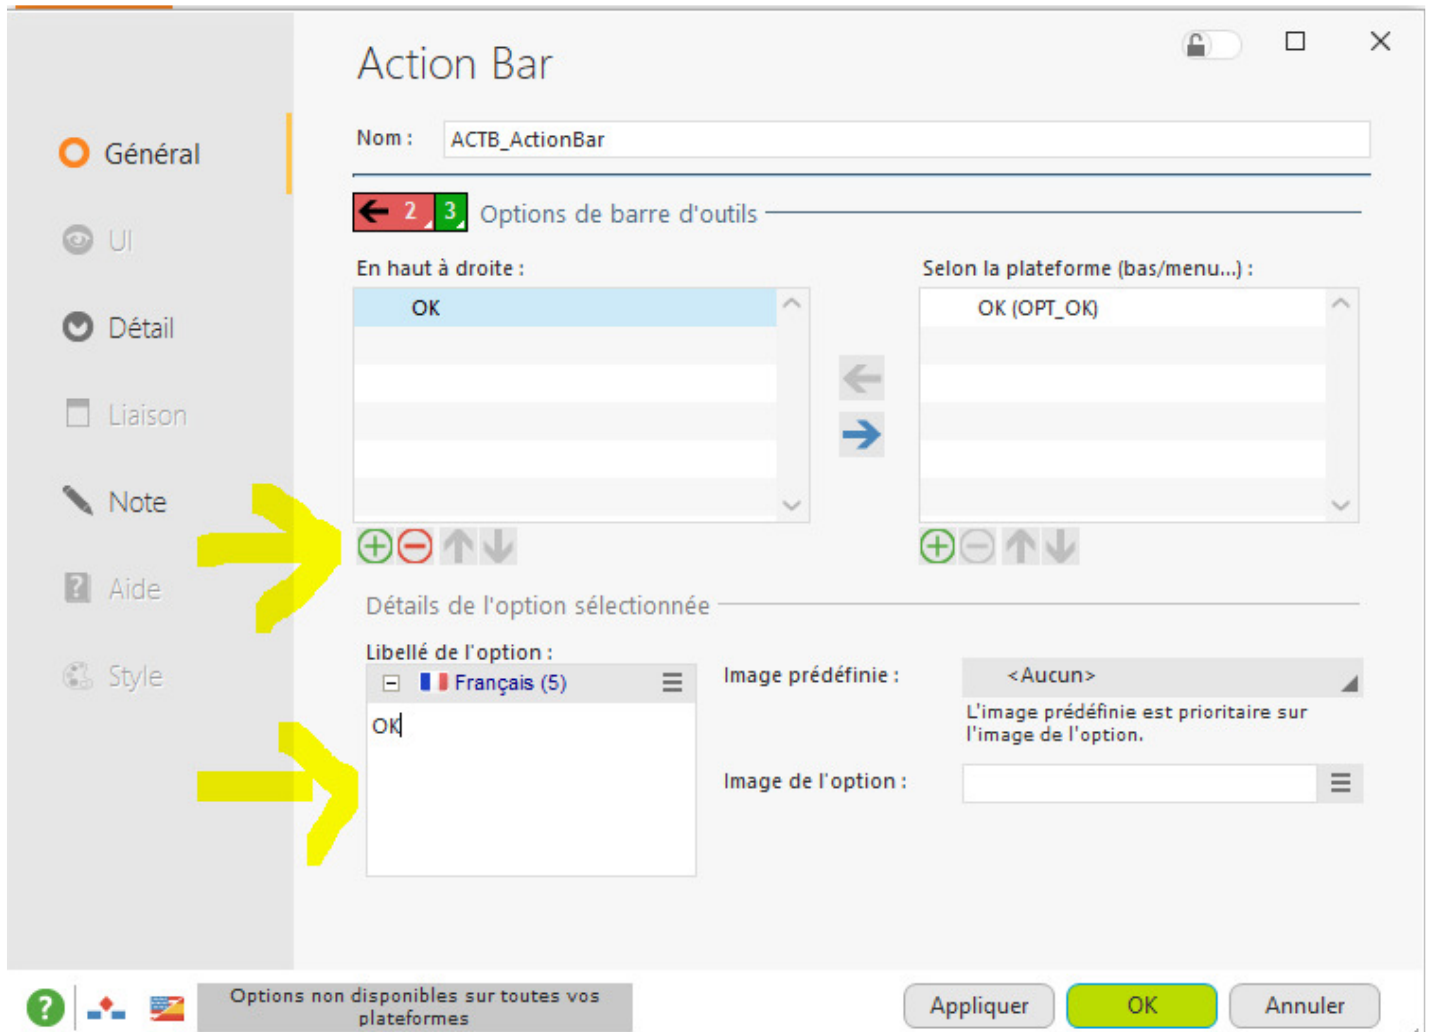 Action Bar
Général
UI
Détail
Liaison
Note
Aide
Style
Nom :
ACTB_ActionBar
2 3 Options de barre d'outils
En haut à droite :
Selon la plateforme (bas/menu...) :
OK
OK (OPT_OK)
Détails de l'option sélectionnée
Libellé de l'option :
Français (5)
OK
Image prédéfinie :
<Aucun>
L'image prédéfinie est prioritaire sur
l'image de l'option.
Image de l'option :
?
Options non disponibles sur toutes vos
plateformes
Appliquer
OK
Annuler